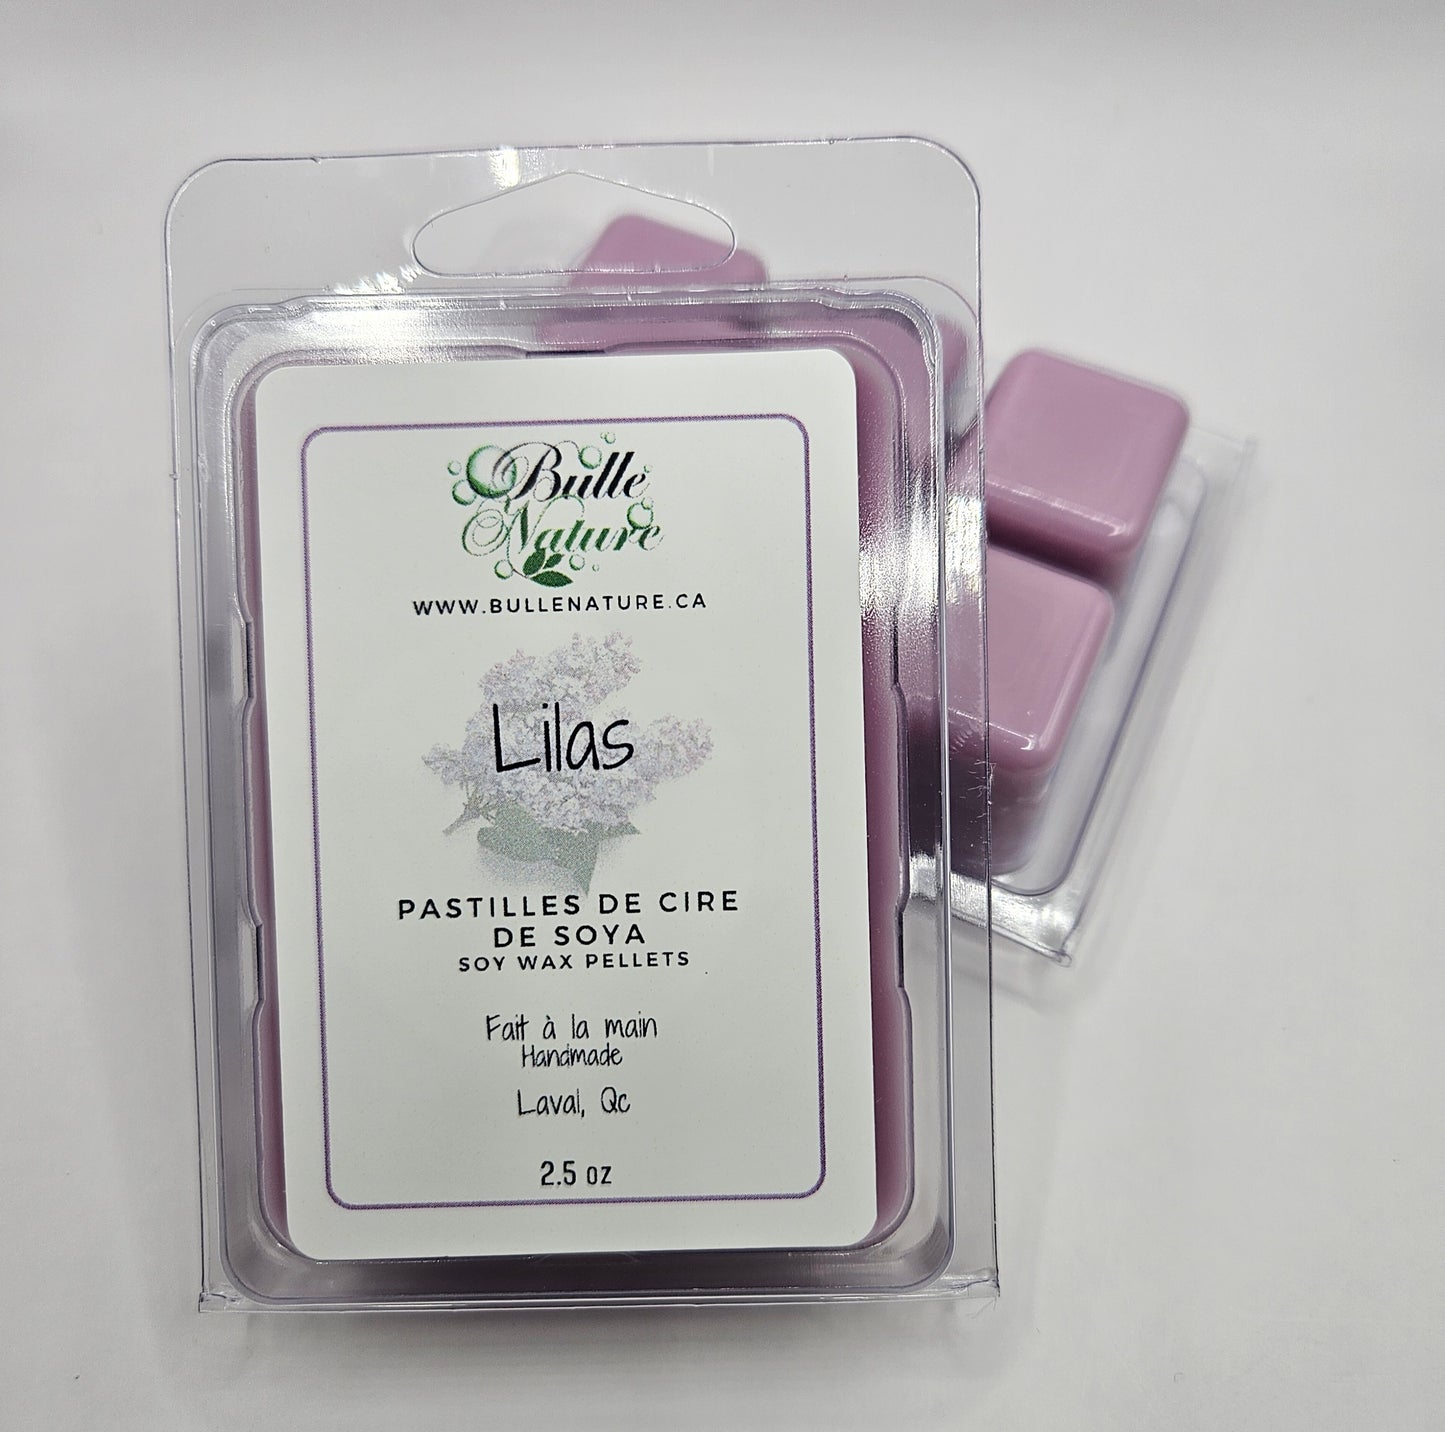 Bulle
Nature
WWW.BULLENATURE.CA
Lilas
PASTILLES DE CIRE
DE SOYA
SOY WAX PELLETS
Fait à la main
Handmade
Laval, Qc
2.5 oz